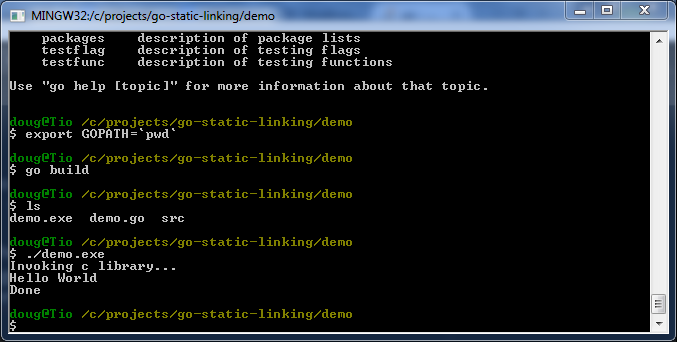 MINGW32:/c/projects/go-static-linking/demo
packages    description of package lists
testflag    description of testing flags
testfunc    description of testing functions
Use "go help [topic]" for more information about that topic.
doug@Tio /c/projects/go-static-linking/demo
$ export GOPATH=`pwd`
doug@Tio /c/projects/go-static-linking/demo
$ go build
doug@Tio /c/projects/go-static-linking/demo
$ ls
demo.exe  demo.go  src
doug@Tio /c/projects/go-static-linking/demo
$ ./demo.exe
Invoking c library...
Hello World
Done
doug@Tio /c/projects/go-static-linking/demo
$